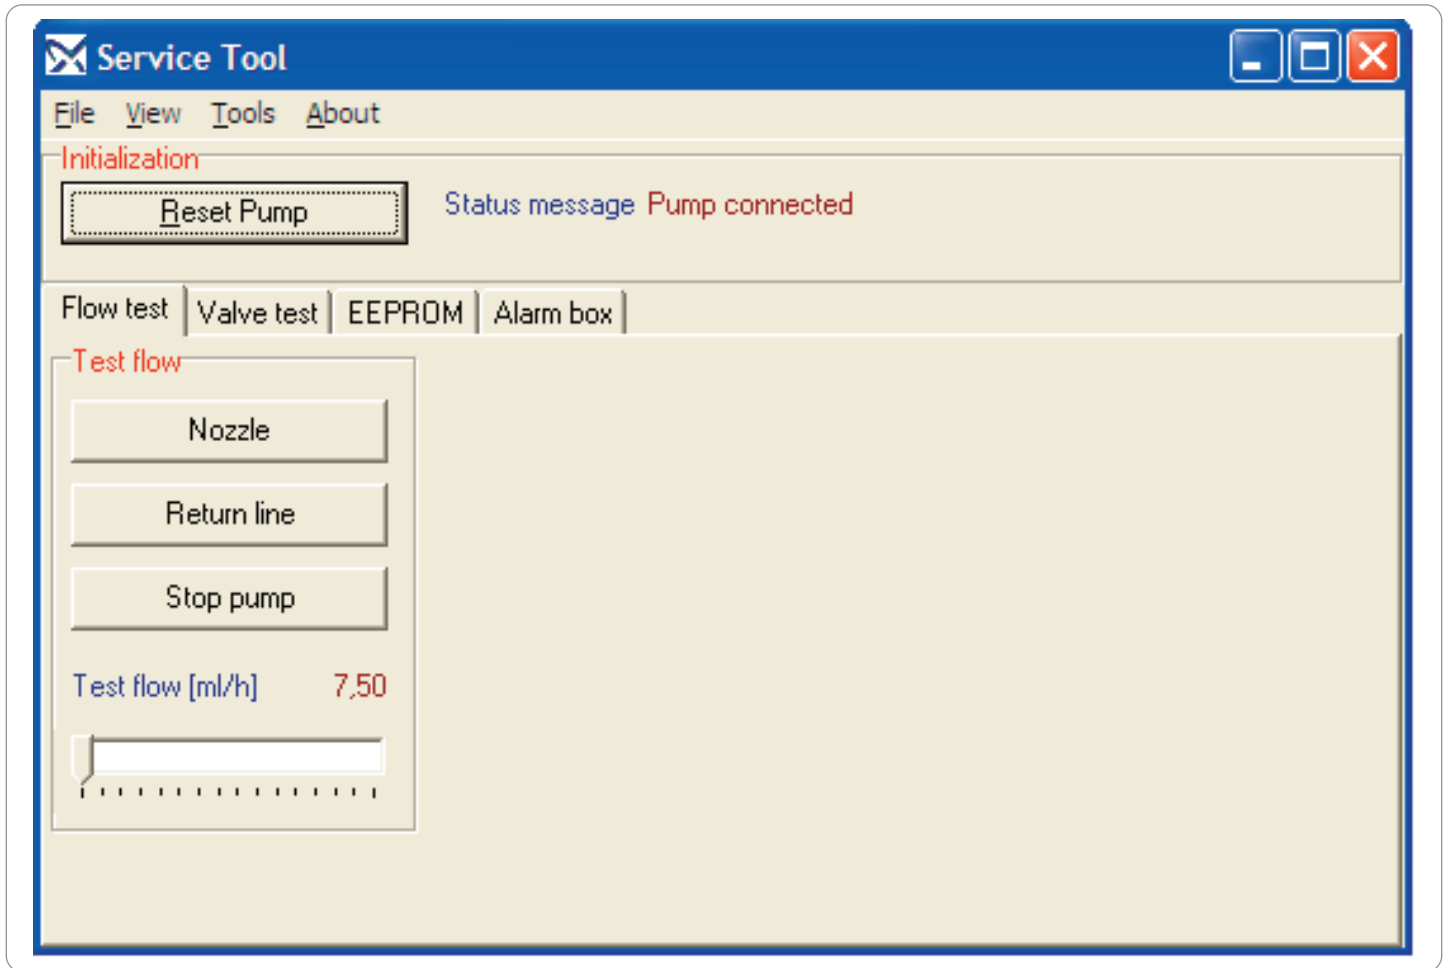 Service Tool
File View Tools About
Initialization
Reset Pump Status message Pump connected
Flow test Valve test EEPROM Alarm box
Test flow
Nozzle
Return line
Stop pump
Test flow [ml/h] 7,50